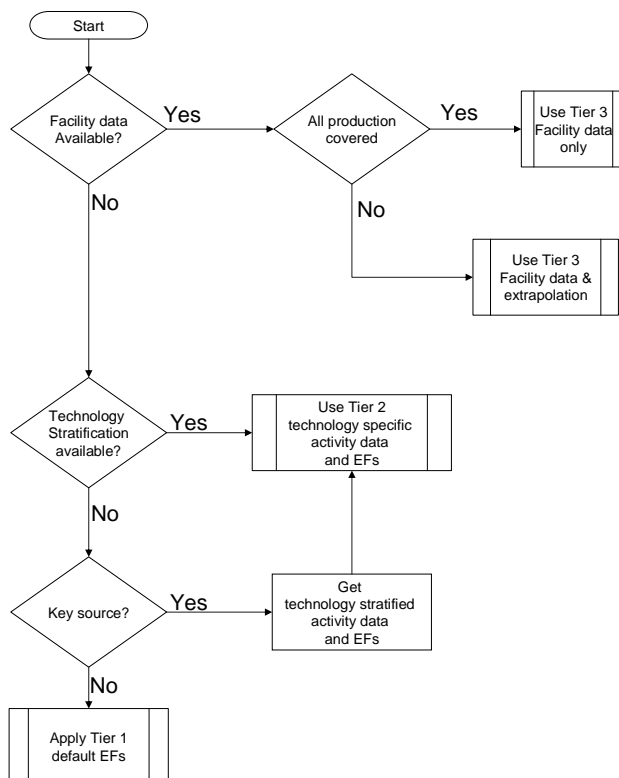 Start
Facility data
Available?
Yes
All production
covered
Yes
Use Tier 3
Facility data
only
No
No
Use Tier 3
Facility data &
extrapolation
Technology
Stratification
available?
Yes
Use Tier 2
technology specific
activity data
and EFs
No
Key source?
Yes
Get
technology stratified
activity data
and EFs
No
Apply Tier 1
default EFs